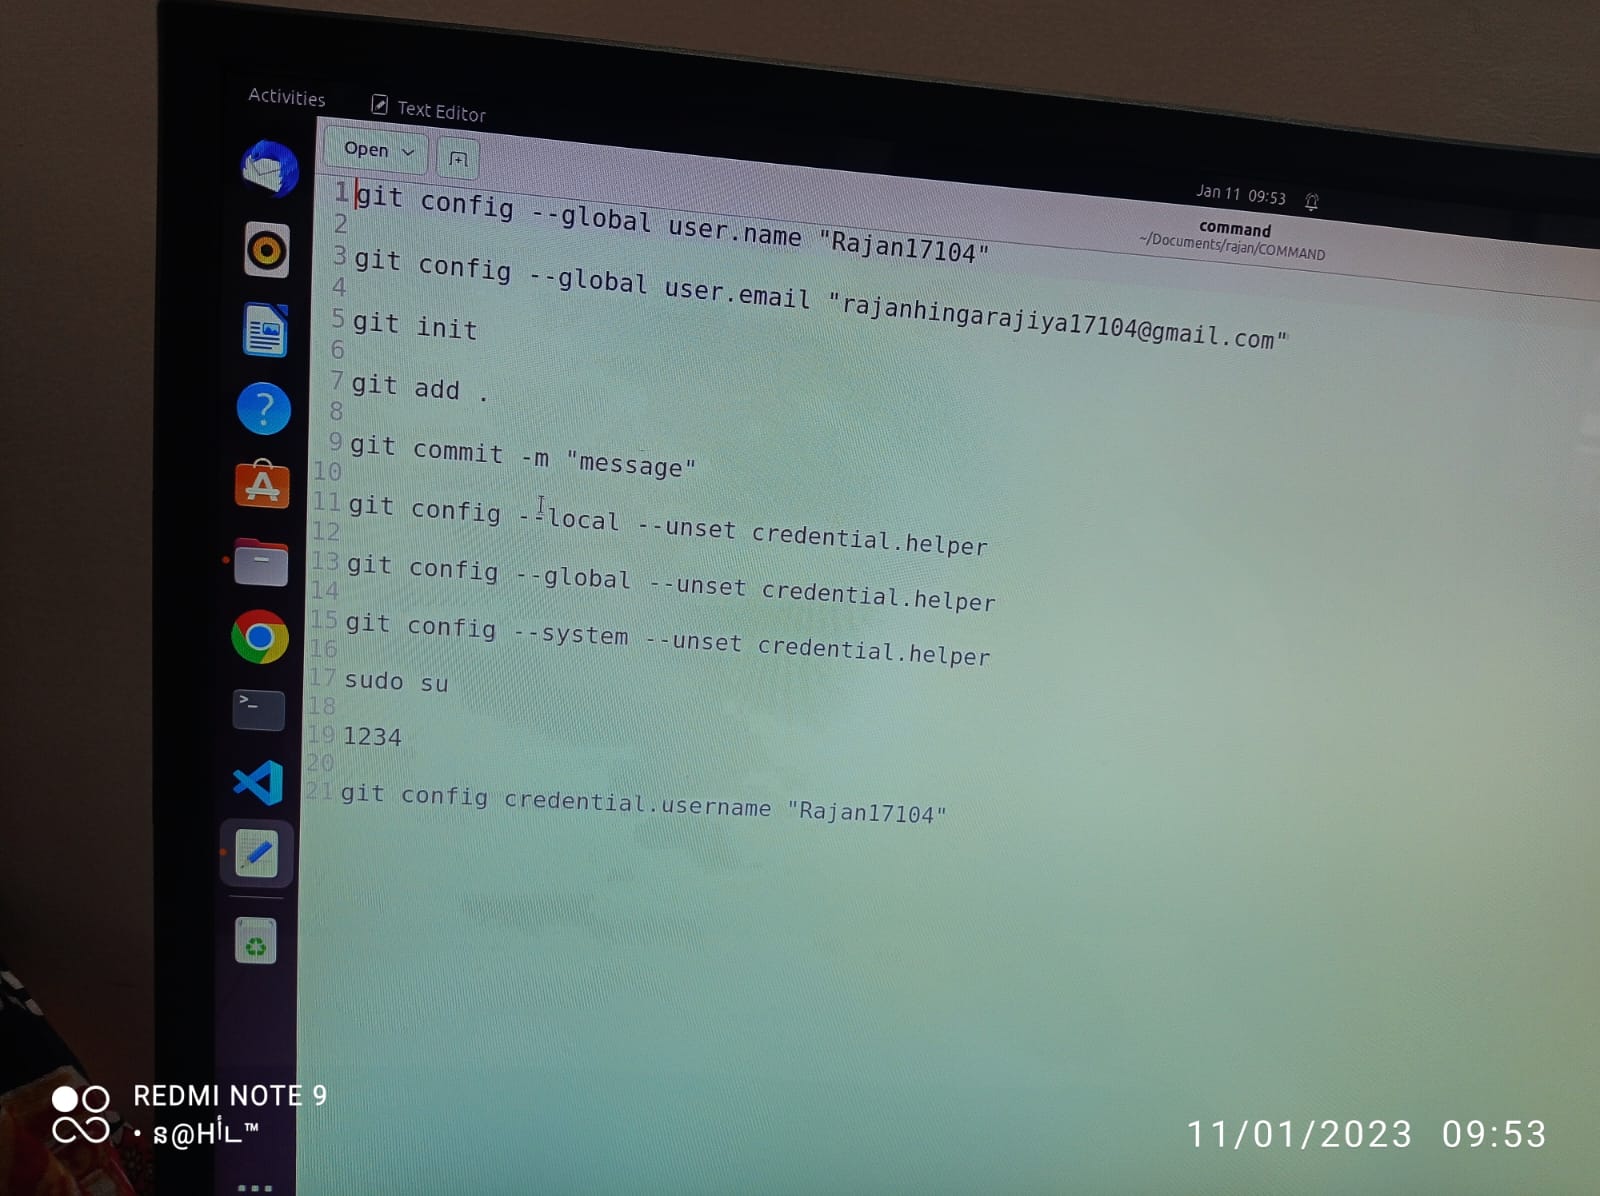 Activities
Text Editor
Jan 11 09:53
Open
command
~/Documents/rajan/COMMAND
1 git config --global user.name "Rajan17104"
2
3 git config --global user.email "rajanhingarajiya17104@gmail.com"
4
5 git init
6
7 git add .
8
9 git commit -m "message"
10
11 git config --local --unset credential.helper
12
13 git config --global --unset credential.helper
14
15 git config --system --unset credential.helper
16
17 sudo su
18
19 1234
20
21 git config credential.username "Rajan17104"
REDMI NOTE 9
11/01/2023 09:53